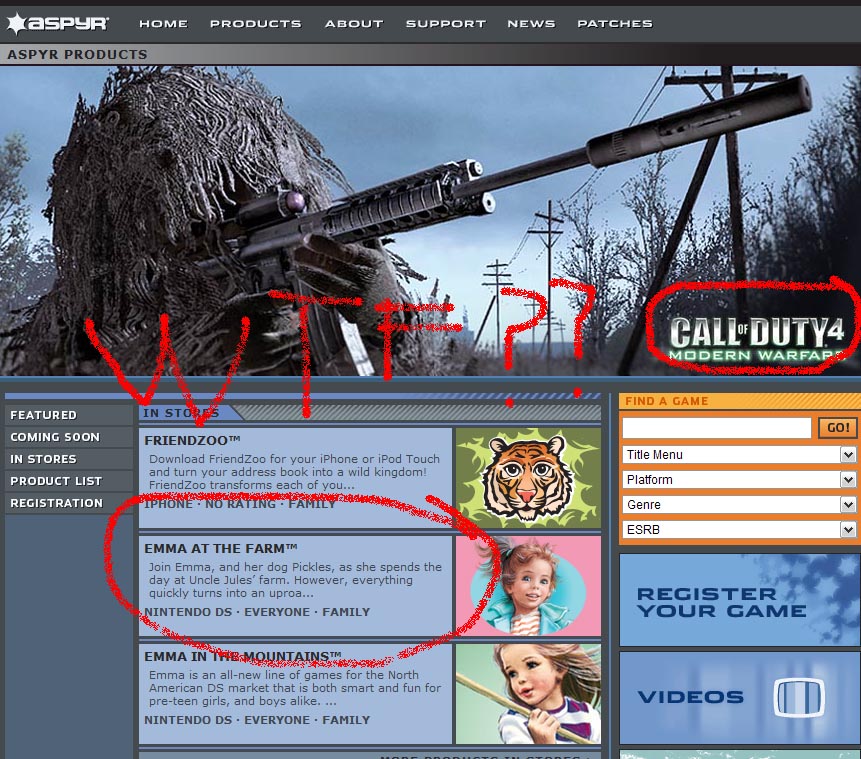 ASPYR HOME PRODUCTS ABOUT SUPPORT NEWS PATCHES
ASPYR PRODUCTS
WTF??
CALL OF DUTY 4
MODERN WARFARE
FEATURED
COMING SOON
IN STORES
PRODUCT LIST
REGISTRATION
IN STORES
FRIENDZOO™
Download FriendZoo for your iPhone or iPod Touch
and turn your address book into a wild kingdom!
FriendZoo transforms each of you...
IPHONE · NO RATING · FAMILY
EMMA AT THE FARM™
Join Emma, and her dog Pickles, as she spends the
day at Uncle Jules’ farm. However, everything
quickly turns into an uproa...
NINTENDO DS · EVERYONE · FAMILY
EMMA IN THE MOUNTAINS™
Emma is an all-new line of games for the North
American DS market that is both smart and fun for
pre-teen girls, and boys alike. ...
NINTENDO DS · EVERYONE · FAMILY
MORE PRODUCTS IN STORES
FIND A GAME
GO!
Title Menu
Platform
Genre
ESRB
REGISTER
YOUR GAME
VIDEOS